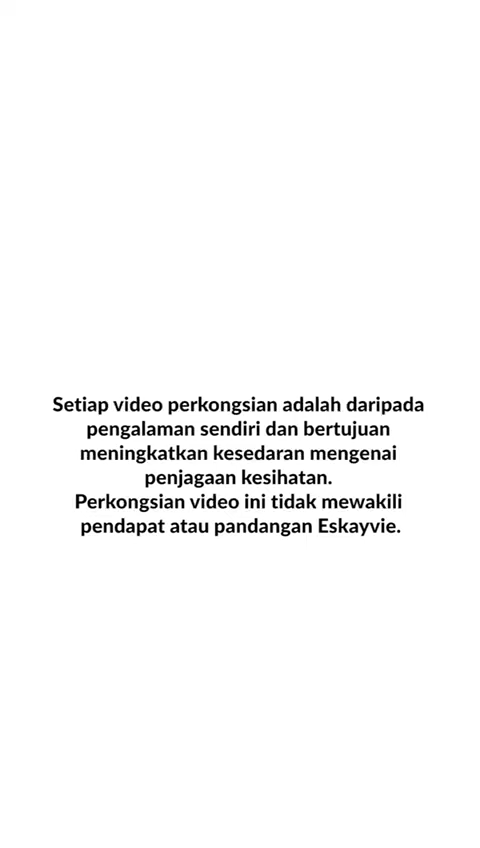 Setiap video perkongsian adalah daripada
pengalaman sendiri dan bertujuan
meningkatkan kesedaran mengenai
penjagaan kesihatan.
Perkongsian video ini tidak mewakili
pendapat atau pandangan Eskayvie.